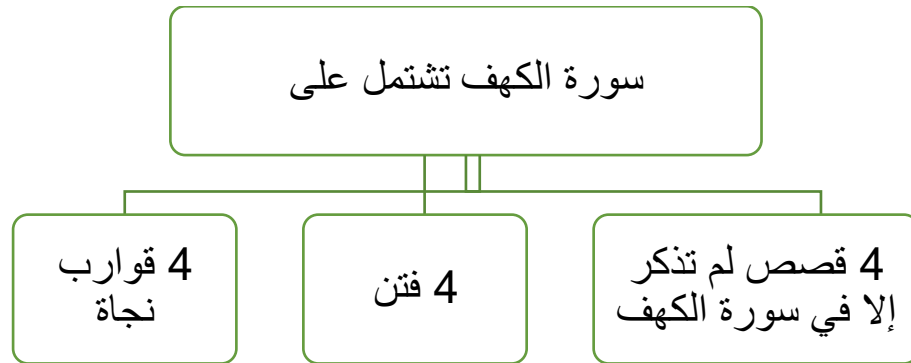 سورة الكهف تشتمل على
4 قصص لم تذكر
إلا في سورة الكهف
4 فتن
4 قوارب
نجاة